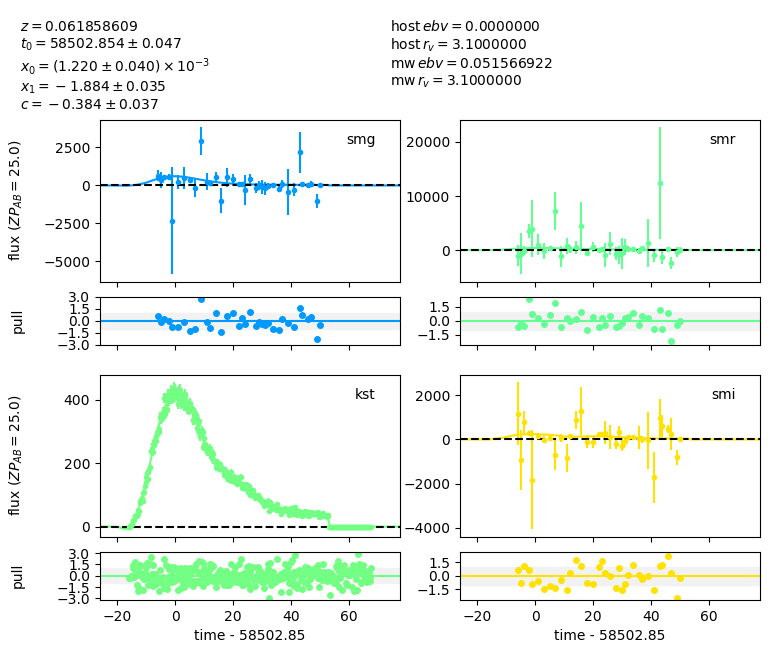 z = 0.061858609
t₀ = 58502.854 ± 0.047
x₀ = (1.220 ± 0.040) × 10⁻³
x₁ = −1.884 ± 0.035
c = −0.384 ± 0.037
host ebv = 0.0000000
host r_v = 3.1000000
mw ebv = 0.051566922
mw r_v = 3.1000000
flux (ZP_AB = 25.0)
2500
0
−2500
−5000
smg
20000
10000
0
smr
pull
3.0
1.5
0.0
−1.5
−3.0
1.5
0.0
−1.5
flux (ZP_AB = 25.0)
400
200
0
kst
2000
0
−2000
−4000
smi
pull
3.0
1.5
0.0
−1.5
−3.0
1.5
0.0
−1.5
−20 0 20 40 60
−20 0 20 40 60
time - 58502.85
time - 58502.85